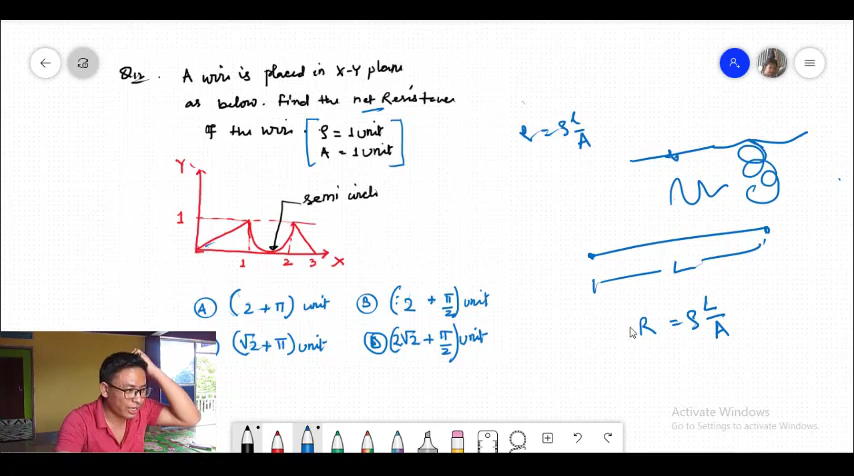 Q12. A wire is placed in X-Y plane
as below. Find the net Resistance
If the wire. [ρ = 1 unit
A = 1 unit]
Y
semi circle
1
1 2 3 X
(A) (2 + π) unit (B) (2 + π/2) unit
(√2 + π) unit (D) (2√2 + π/2) unit
R = ρ L/A
L
R = ρ L/A
Activate Windows
Go to Settings to activate Windows.